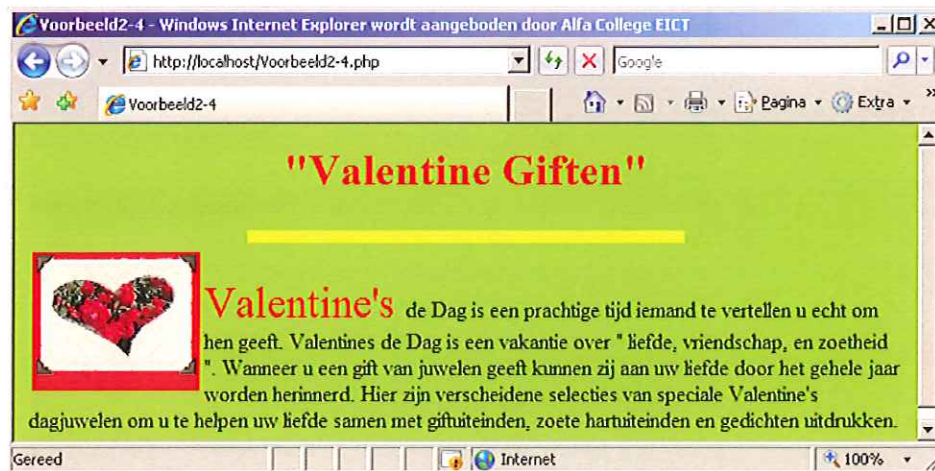 Voorbeeld2-4 - Windows Internet Explorer wordt aangeboden door Alfa College EICT
http://localhost/Voorbeeld2-4.php
Google
Voorbeeld2-4
Pagina
Extra
"Valentine Giften"
Valentine's de Dag is een prachtige tijd iemand te vertellen u echt om
hen geeft. Valentines de Dag is een vakantie over " liefde, vriendschap, en zoetheid
". Wanneer u een gift van juwelen geeft kunnen zij aan uw liefde door het gehele jaar
worden herinnerd. Hier zijn verscheidene selecties van speciale Valentine's
dagjuwelen om u te helpen uw liefde samen met giftuiteinden, zoete hartuiteinden en gedichten uitdrukken.
Gereed
Internet
100%